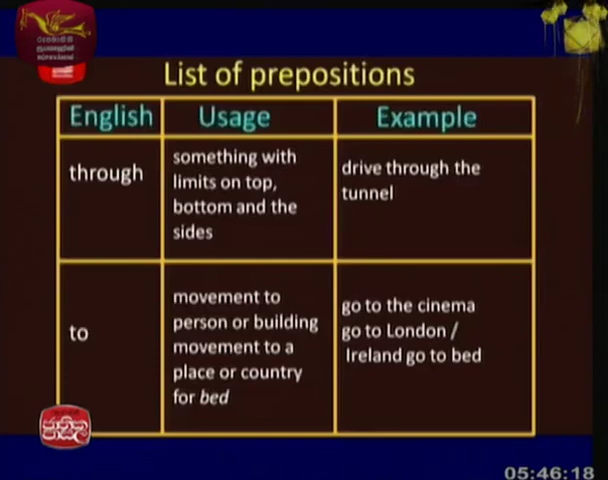 List of prepositions
English
Usage
Example
through
something with
limits on top,
bottom and the
sides
drive through the
tunnel
to
movement to
person or building
movement to a
place or country
for bed
go to the cinema
go to London /
Ireland go to bed
05:46:18